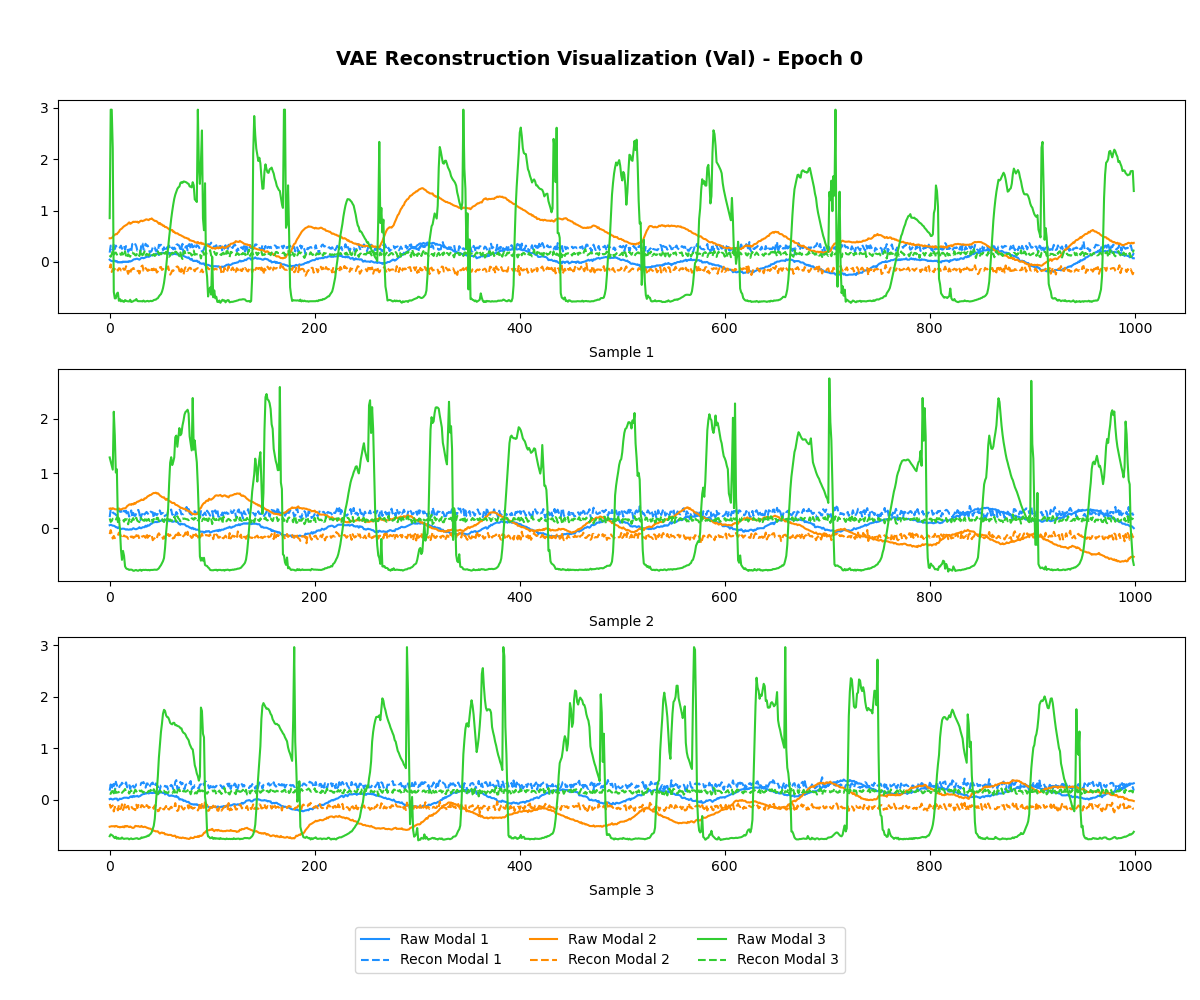 VAE Reconstruction Visualization (Val) - Epoch 0
3
2
1
0
0 200 400 600 800 1000
Sample 1
2
1
0
0 200 400 600 800 1000
Sample 2
3
2
1
0
0 200 400 600 800 1000
Sample 3
Raw Modal 1 Raw Modal 2 Raw Modal 3
Recon Modal 1 Recon Modal 2 Recon Modal 3